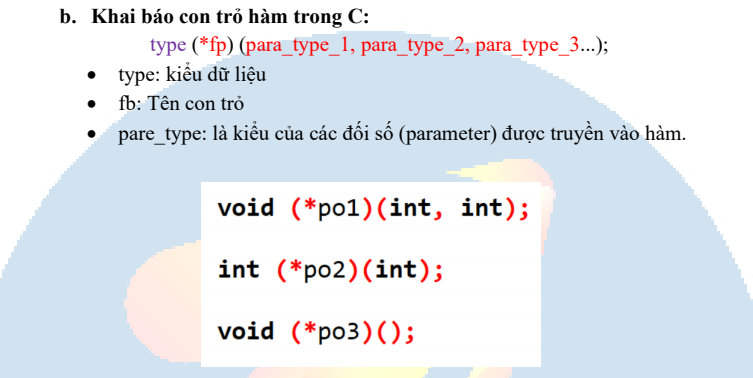 b. Khai báo con trỏ hàm trong C:
type (*fp) (para_type_1, para_type_2, para_type_3...);
• type: kiểu dữ liệu
• fb: Tên con trỏ
• pare_type: là kiểu của các đối số (parameter) được truyền vào hàm.
void (*po1)(int, int);
int (*po2)(int);
void (*po3)();